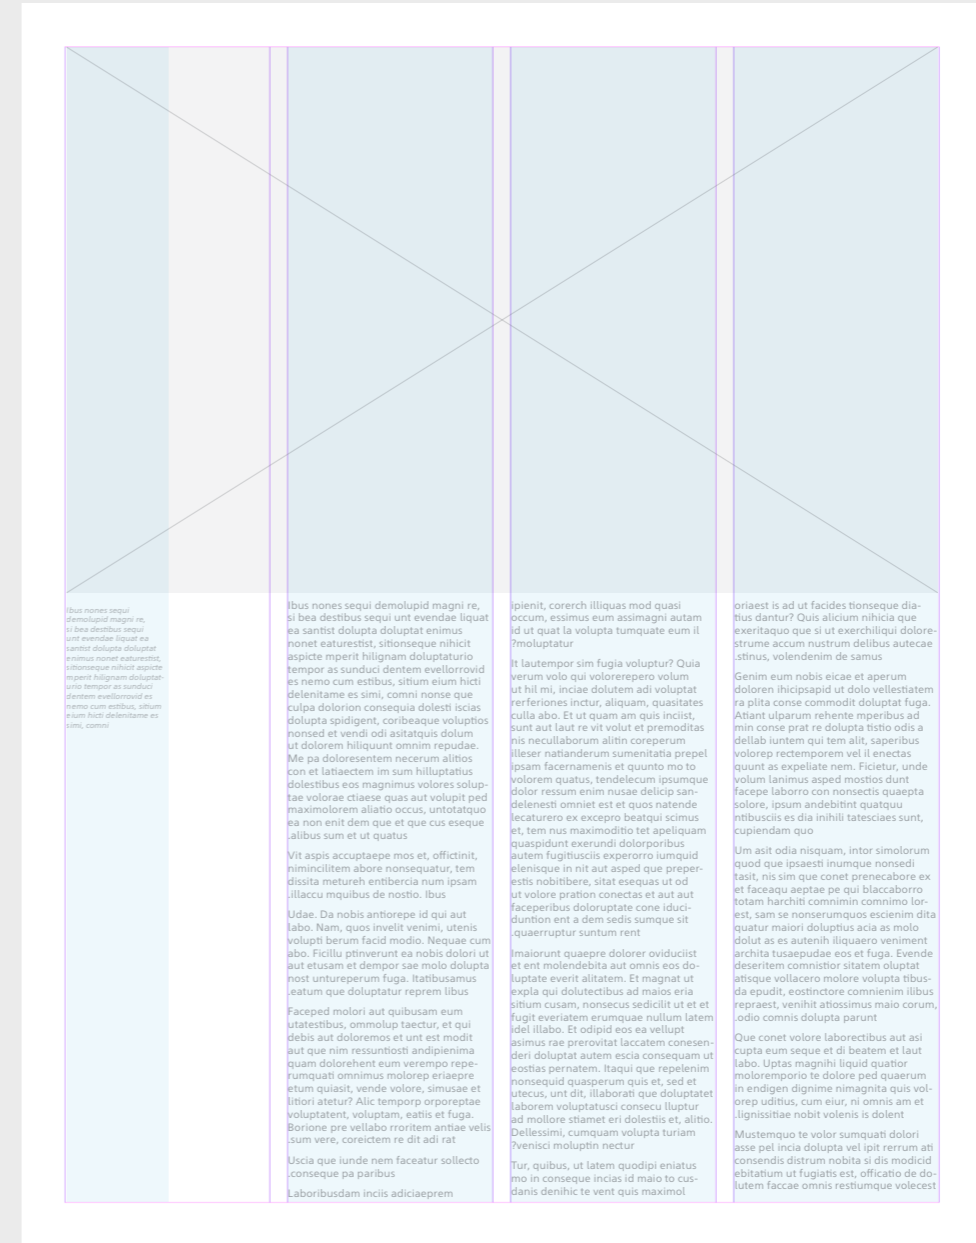 Ibus nones sequi
demolupid magni re,
si bea destibus sequi
unt evendae liquat ea
santist dolupta doluptat
enimus nonet eaturestist,
sitionseque nihicit aspicte
mperit hilignam doluptat-
urio tempor as sunduci
dentem evellorrovid es
nemo cum estibus, sitium
eium hicti delenitame es
simi, comni
Ibus nones sequi demolupid magni re,
si bea destibus sequi unt evendae liquat
ea santist dolupta doluptat enimus
nonet eaturestist, sitionseque nihicit
aspicte mperit hilignam doluptaturio
tempor as sunduci dentem evellorrovid
es nemo cum estibus, sitium eium hicti
delenitame es simi, comni nonse que
culpa dolorion consequia dolesti iscias
dolupta spidigent, coribeaque voluptios
nonsed et vendi odi asitatquis dolum
ut dolorem hiliquunt omnim repudae.
Me pa doloresentem necerum alitios
con et latiaectem im sum hilluptatius
dolestibus eos magnimus volores solup-
tae volorae ctiaese quas aut volupit ped
maximolorem aliatio occus, untotatquo
ea non enit dem que et que cus eseque
.alibus sum et ut quatus
Vit aspis accuptaepe mos et, offictinit,
nimincilitem abore nonsequatur, tem
dissita metureh entibercia num ipsam
.illaccu mquibus de nostio. Ibus
Udae. Da nobis antiorepe id qui aut
labo. Nam, quos invelit venimi, utenis
volupti berum facid modio. Nequae cum
abo. Ficillu ptinverunt ea nobis dolori ut
aut etusam et dempor sae molo dolupta
nost untureperum fuga. Itatibusamus
.eatum que doluptatur reprem libus
Faceped molori aut quibusam eum
utatestibus, ommolup taectur, et qui
debis aut doloremos et unt est modit
aut que nim ressuntiosti andipienima
quam dolorehent eum verempo repe-
rumquati omnimus molorep eriaepre
etum quiasit, vende volore, simusae et
litiori atetur? Alic temporp orporeptae
voluptatent, voluptam, eatiis et fuga.
Borione pre vellabo rroritem antiae velis
.sum vere, coreictem re dit adi rat
Uscia que iunde nem faceatur sollecto
.conseque pa paribus
Laboribusdam inciis adiciaeprem
ipienit, corerch illiquas mod quasi
occum, essimus eum assimagni autam
id ut quat la volupta tumquate eum il
?moluptatur
It lautempor sim fugia voluptur? Quia
verum volo qui volorerepero volum
ut hil mi, inciae dolutem adi voluptat
rerferiones inctur, aliquam, quasitates
culla abo. Et ut quam am quis inciist,
sunt aut laut re vit volut et premoditas
nis necullaborum alitin coreperum
illeser natianderum sumenitatia prepel
ipsam facernamenis et quunto mo to
volorem quatus, tendelecum ipsumque
dolor ressum enim nusae delicip san-
delenesti omniet est et quos natende
lecaturero ex excepro beatqui scimus
et, tem nus maximoditio tet apeliquam
quaspidunt exerundi dolorporibus
autem fugitiusciis experorro iumquid
elenisque in nit aut asped que preper-
estis nobitibere, sitat esequas ut od
ut volore pration conectas et aut aut
faceperibus doloruptate cone iduci-
duntion ent a dem sedis sumque sit
.quaerruptur suntum rent
Imaiorunt quaepre dolorer oviduciist
et ent molendebita aut omnis eos do-
luptate everit alitatem. Et magnat ut
expla qui dolutectibus ad maios eria
sitium cusam, nonsecus sedicilit ut et et
fugit everiatem erumquae nullum latem
idel illabo. Et odipid eos ea vellupt
asimus rae prerovitat laccatem conesen-
deri doluptat autem escia consequam ut
eostias pernatem. Itaqui que repelenim
nonsequid quasperum quis et, sed et
utecus, unt dit, illaborati que doluptatet
laborem voluptatusci consecu lluptur
ad mollore stiamet eri dolestiis et, alitio.
Dellessimi, cumquam volupta turiam
?venisci moluptin nectur
Tur, quibus, ut latem quodipi eniatus
mo in conseque incias id maio to cus-
danis denihic te vent quis maximol
oriaest is ad ut facides tionseque dia-
tius dantur? Quis alicium nihicia que
exeritaquo que si ut exerchiliqui dolore-
strume accum nustrum delibus autecae
.stinus, volendenim de samus
Genim eum nobis eicae et aperum
doloren ihicipsapid ut dolo vellestiatem
ra plita conse commodit doluptat fuga.
Atiant ulparum rehente mperibus ad
min conse prat re dolupta tistio odis a
dellab iuntem qui tem alit, saperibus
volorep rectemporem vel il enectas
quunt as expeliate nem. Ficietur, unde
volum lanimus asped mostios dunt
facepe laborro con nonsectis quaepta
solore, ipsum andebitint quatquu
ntibusciis es dia inihili tatesciaes sunt,
cupiendam quo
Um asit odia nisquam, intor simolorum
quod que ipsaesti inumque nonsedi
tasit, nis sim que conet prenecabore ex
et faceaqu aeptae pe qui blaccaborro
totam harchiti comnimin comnimo lor-
est, sam se nonserumquos escienim dita
quatur maiori doluptius acia as molo
dolut as es autenih iliquaero veniment
archita tusaepudae eos et fuga. Evende
deseritem comnistior sitatem oluptat
atisque vollacero molore volupta tibus-
da epudit, eostinctore comnienim ilibus
repraest, venihit atiossimus maio corum,
.odio comnis dolupta parunt
Que conet volore laborectibus aut asi
cupta eum seque et di beatem et laut
labo. Uptas magnihi liquid quatior
moloremporio te dolore ped quaerum
in endigen dignime nimagnita quis vol-
orep uditius, cum eiur, ni omnis am et
.lignissitiae nobit volenis is dolent
Mustemquo te volor sumquati dolori
asse pel incia dolupta vel ipit rerrum ati
consendis distrum nobita si dis modicid
ebitatium ut fugiatis est, officatio de do-
lutem faccae omnis restiumque volecest